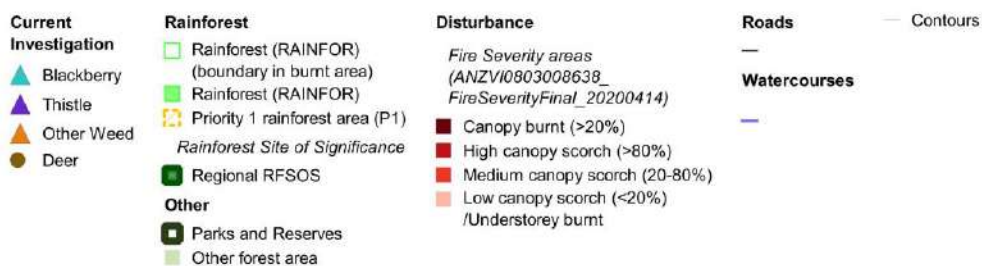 Current
Investigation
Blackberry
Thistle
Other Weed
Deer
Rainforest
Rainforest (RAINFOR)
(boundary in burnt area)
Rainforest (RAINFOR)
Priority 1 rainforest area (P1)
Rainforest Site of Significance
Regional RFSOS
Other
Parks and Reserves
Other forest area
Disturbance
Fire Severity areas
(ANZVI0803008638_
FireSeverityFinal_20200414)
Canopy burnt (>20%)
High canopy scorch (>80%)
Medium canopy scorch (20-80%)
Low canopy scorch (<20%)
/Understorey burnt
Roads
Watercourses
Contours